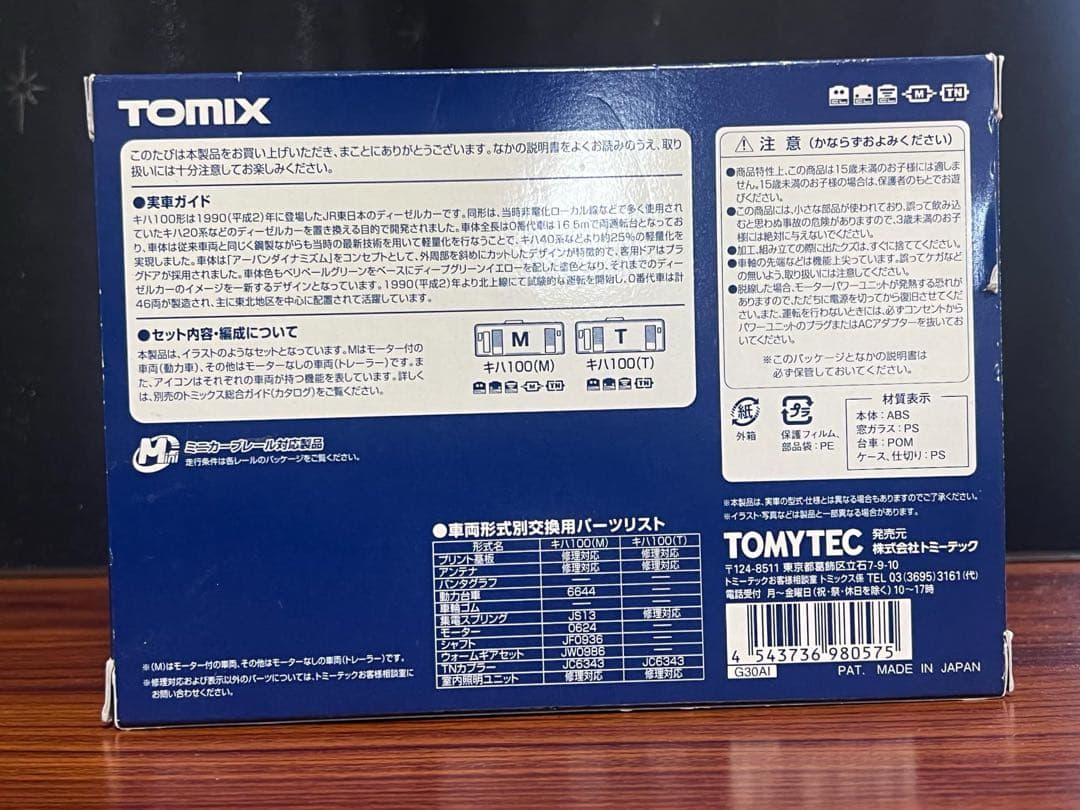 TOMIX
CL CL CL M TN
このたびは本製品をお買い上げいただき、まことにありがとうございます。なかの説明書をよくお読みのうえ、取り
扱いには十分注意してお楽しみください。
●実車ガイド
キハ100形は1990(平成2)年に登場したJR東日本のディーゼルカーです。同形は、当時非電化ローカル線などで多く使用され
ていたキハ20系などのディーゼルカーを置き換える目的で開発されました。車体全長は0番代車は16.5mで両運転台となってお
り、車体は従来車両と同じく鋼製ながらも当時の最新技術を用いて軽量化を行なうことで、キハ40系などより約25%の軽量化を
実現しました。車体は「アーバンダイナミズム」をコンセプトとして、外周部を斜めにカットしたデザインが特徴的で、客用ドアはプラ
グドアが採用されました。車体色もペリペールグリーンをベースにディープグリーンイエローを配した塗色となり、それまでのディー
ゼルカーのイメージを一新するデザインとなっています。1990(平成2)年より北上線にて試験的な運転を開始し、0番代車は計
46両が製造され、主に東北地区を中心に配置されて活躍しています。
●セット内容・編成について
本製品は、イラストのようなセットとなっています。Mはモーター付の
車両(動力車)、その他はモーターなしの車両(トレーラー)です。ま
た、アイコンはそれぞれの車両が持つ機能を表しています。詳しく
は、別売のトミックス総合ガイド(カタログ)をご覧ください。
M T
キハ100(M) キハ100(T)
Mini ミニカーブレール対応製品
走行条件は各レールのパッケージをご覧ください。
⚠ 注意 (かならずおよみください)
●商品特性上、この商品は15歳未満のお子様には適しま
せん。15歳未満のお子様の場合は、保護者のもとでお遊
びください。
●この商品には、小さな部品が使われており、誤って飲み込
むと思わぬ事故の危険がありますので、3歳未満のお子
様には絶対に与えないでください。
●加工、組み立ての際に出たクズは、すぐに捨ててください。
●車輪の先端などは機能上尖っています。誤ってケガなど
の無いよう、取り扱いには注意してください。
●脱線した場合、モーターパワーユニットが発熱する恐れが
ありますので、ただちに電源を切ってから復旧させてくだ
さい。また、運転を行わないときには、必ずコンセントから
パワーユニットのプラグまたはACアダプターを抜いてお
いてください。
※このパッケージとなかの説明書は
必ず保管しておいてください。
紙
外箱
プラ
保護フィルム、
部品袋:PE
材質表示
本体:ABS
窓ガラス:PS
台車:POM
ケース、仕切り:PS
※本製品は、実車の型式・仕様とは異なる場合もありますのでご了承ください。
※イラスト・写真などは製品と一部異なる場合があります。
●車両形式別交換用パーツリスト
形式名 キハ100(M) キハ100(T)
プリント基板 修理対応 修理対応
アンテナ 修理対応 修理対応
パンタグラフ — —
動力台車 6644 —
車輪ゴム — —
集電スプリング JS13 修理対応
モーター 0624 —
シャフト JF0936 —
ウォームギアセット JW0986 —
TNカプラー JC6343 JC6343
室内照明ユニット 修理対応 修理対応
※(M)はモーター付の車両、その他はモーターなしの車両(トレーラー)です。
※修理対応および表示以外のパーツについては、トミーテックお客様相談室に
お問い合わせください。
TOMYTEC 発売元
株式会社トミーテック
〒124-8511 東京都葛飾区立石7-9-10
トミーテックお客様相談室 トミックス係 TEL 03(3695)3161(代)
電話受付 月〜金曜日(祝・祭・休日を除く)10〜17時
4 543736 980575
G30AI
PAT. MADE IN JAPAN